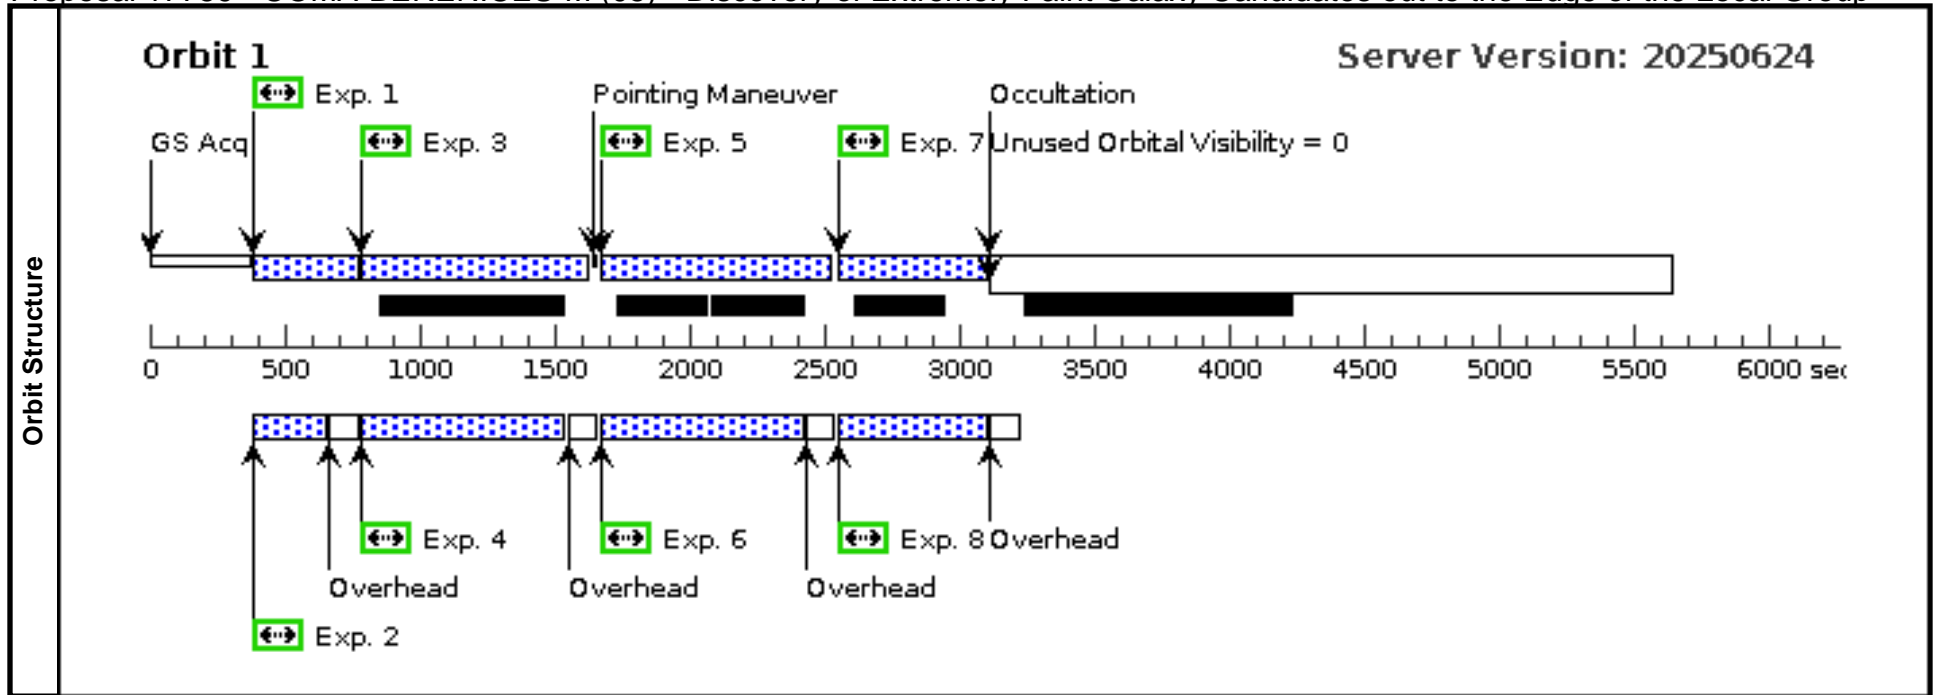 Orbit 1
Server Version: 20250624
Exp. 1
Pointing Maneuver
Occultation
GS Acq
Exp. 3
Exp. 5
Exp. 7
Unused Orbital Visibility = 0
Orbit Structure
0 500 1000 1500 2000 2500 3000 3500 4000 4500 5000 5500 6000 sec
Exp. 4
Exp. 6
Exp. 8
Overhead
Overhead
Overhead
Overhead
Exp. 2